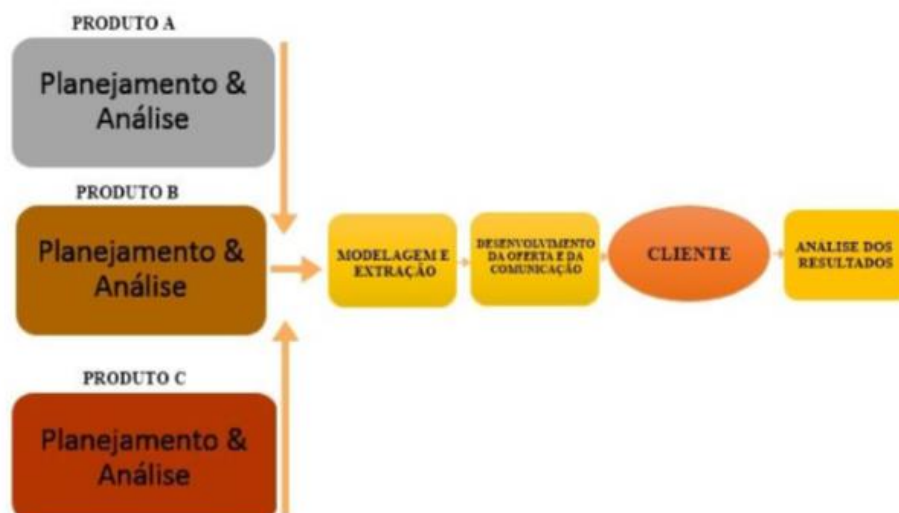 PRODUTO A
Planejamento &
Análise
PRODUTO B
Planejamento &
Análise
PRODUTO C
Planejamento &
Análise
MODELAGEM E
EXTRAÇÃO
DESENVOLVIMENTO
DA OFERTA E DA
COMUNICAÇÃO
CLIENTE
ANÁLISE DOS
RESULTADOS